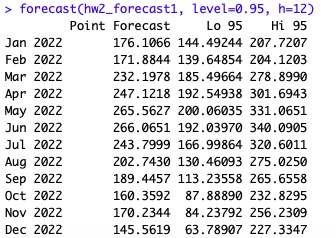 > forecast(hw2_forecast1, level=0.95, h=12)
Point Forecast Lo 95 Hi 95
Jan 2022 176.1066 144.49244 207.7207
Feb 2022 171.8844 139.64854 204.1203
Mar 2022 232.1978 185.49664 278.8990
Apr 2022 247.1218 192.54938 301.6943
May 2022 265.5627 200.06035 331.0651
Jun 2022 266.0651 192.03970 340.0905
Jul 2022 243.7999 166.99864 320.6011
Aug 2022 202.7430 130.46093 275.0250
Sep 2022 189.4457 113.23558 265.6558
Oct 2022 160.3592 87.88890 232.8295
Nov 2022 170.2344 84.23792 256.2309
Dec 2022 145.5619 63.78907 227.3347